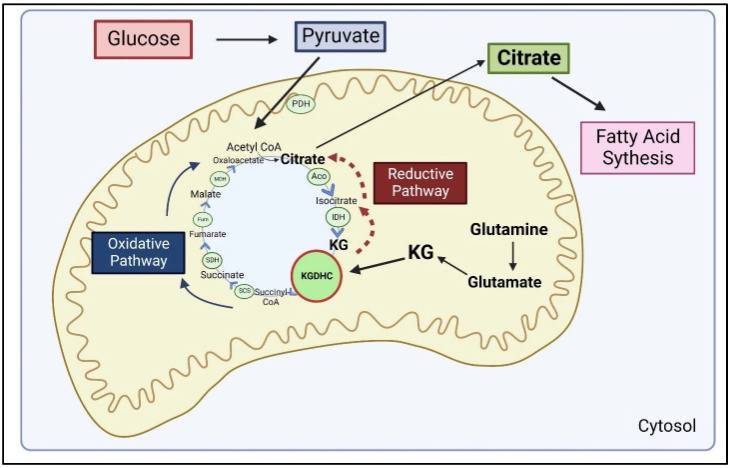 Glucose
Pyruvate
Citrate
Fatty Acid
Sythesis
PDH
Acetyl CoA
Oxaloacetate
Citrate
Aco
Isocitrate
IDH
KG
KGDHC
Succinyl
CoA
SCS
Succinate
SDH
Fumarate
Fum
Malate
MDH
Oxidative
Pathway
Reductive
Pathway
Glutamine
Glutamate
KG
Cytosol